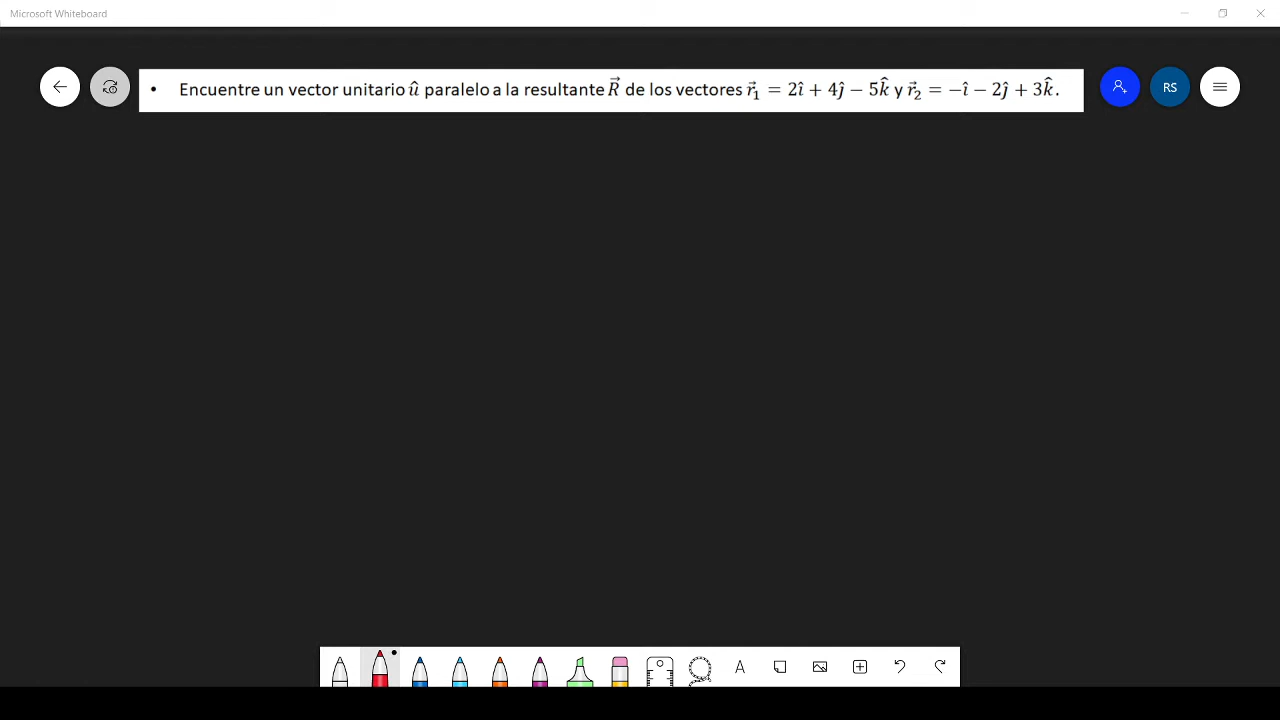 Microsoft Whiteboard
• Encuentre un vector unitario û paralelo a la resultante R⃗ de los vectores r⃗₁ = 2î + 4ĵ − 5k̂ y r⃗₂ = −î − 2ĵ + 3k̂.
RS
A